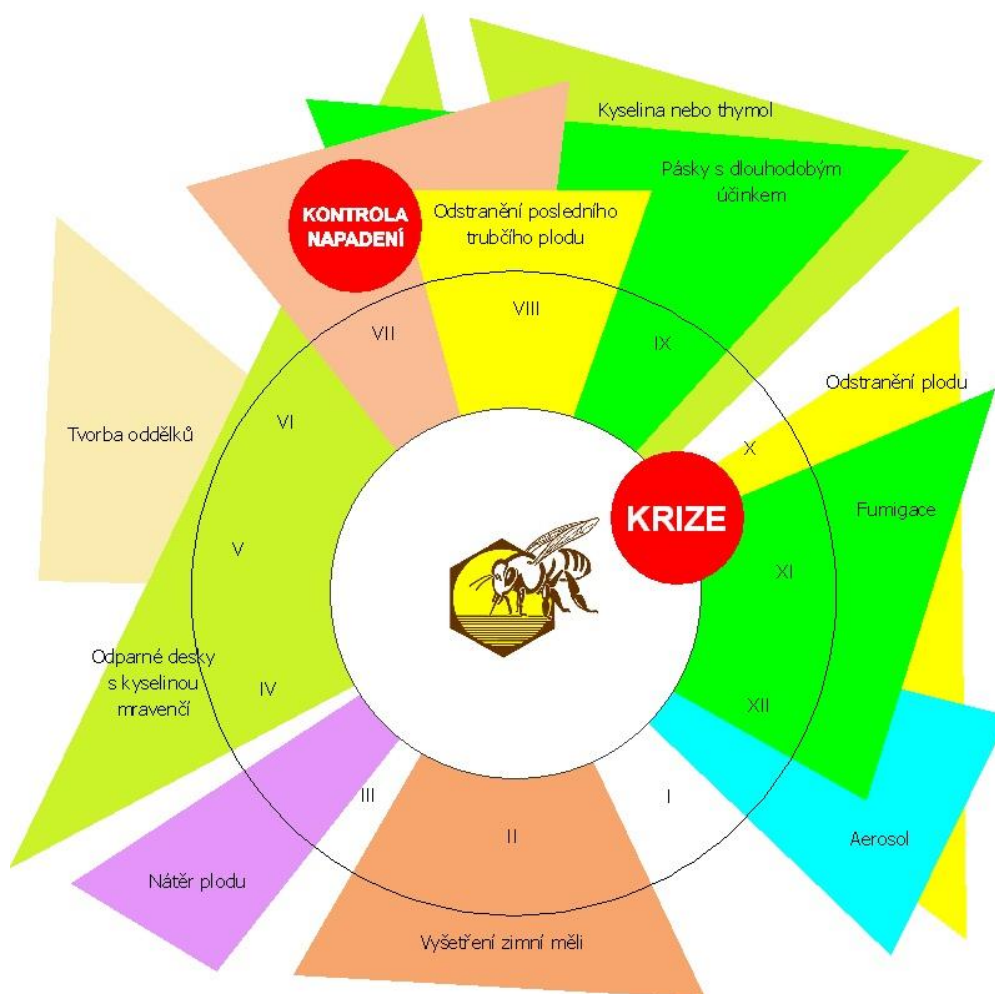 Kyselina nebo thymol
Pásky s dlouhodobým
účinkem
KONTROLA
NAPADENÍ
Odstranění posledního
trubčího plodu
VII
VIII
IX
Odstranění plodu
Tvorba oddělků
VI
X
Fumigace
KRIZE
V
XI
Odparné desky
s kyselinou
mravenčí
IV
XII
III
I
II
Aerosol
Nátěr plodu
Vyšetření zimní měli